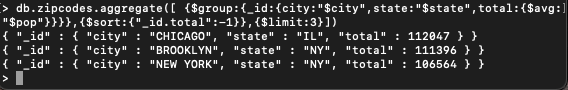 > db.zipcodes.aggregate([ {$group:{_id:{city:"$city",state:"$state",total:{$avg:
"$pop"}}}},{$sort:{"_id.total":-1}},{$limit:3}])
{ "_id" : { "city" : "CHICAGO", "state" : "IL", "total" : 112047 } }
{ "_id" : { "city" : "BROOKLYN", "state" : "NY", "total" : 111396 } }
{ "_id" : { "city" : "NEW YORK", "state" : "NY", "total" : 106564 } }
>